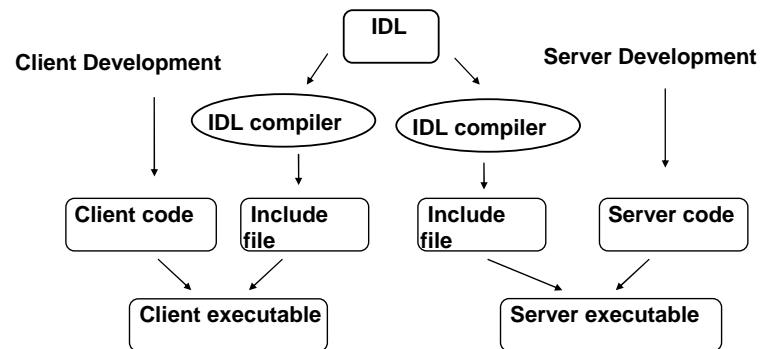 IDL
Client Development
Server Development
IDL compiler
IDL compiler
Client code
Include
file
Include
file
Server code
Client executable
Server executable